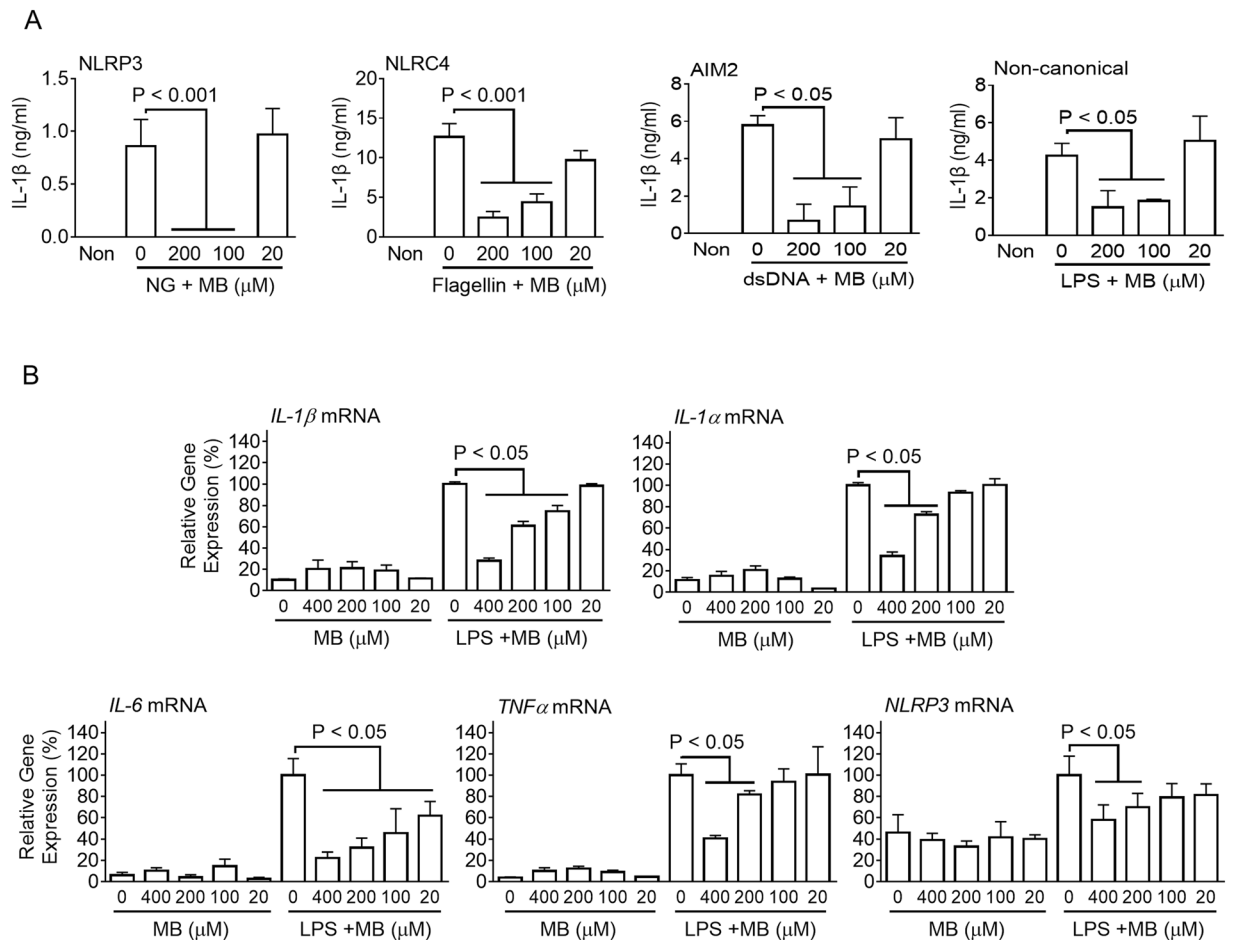 A
NLRP3
IL-1β (ng/ml)
1.5
1.0
0.5
0.0
P < 0.001
Non 0 200 100 20
NG + MB (μM)
NLRC4
IL-1β (ng/ml)
20
15
10
5
0
P < 0.001
Non 0 200 100 20
Flagellin + MB (μM)
AIM2
IL-1β (ng/ml)
8
6
4
2
0
P < 0.05
Non 0 200 100 20
dsDNA + MB (μM)
Non-canonical
IL-1β (ng/ml)
8
6
4
2
0
P < 0.05
Non 0 200 100 20
LPS + MB (μM)
B
IL-1β mRNA
Relative Gene
Expression (%)
140
120
100
80
60
40
20
0
P < 0.05
0 400 200 100 20 0 400 200 100 20
MB (μM) LPS +MB (μM)
IL-1α mRNA
140
120
100
80
60
40
20
0
P < 0.05
0 400 200 100 20 0 400 200 100 20
MB (μM) LPS +MB (μM)
IL-6 mRNA
Relative Gene
Expression (%)
140
120
100
80
60
40
20
0
P < 0.05
0 400 200 100 20 0 400 200 100 20
MB (μM) LPS +MB (μM)
TNFα mRNA
140
120
100
80
60
40
20
0
P < 0.05
0 400 200 100 20 0 400 200 100 20
MB (μM) LPS +MB (μM)
NLRP3 mRNA
140
120
100
80
60
40
20
0
P < 0.05
0 400 200 100 20 0 400 200 100 20
MB (μM) LPS +MB (μM)